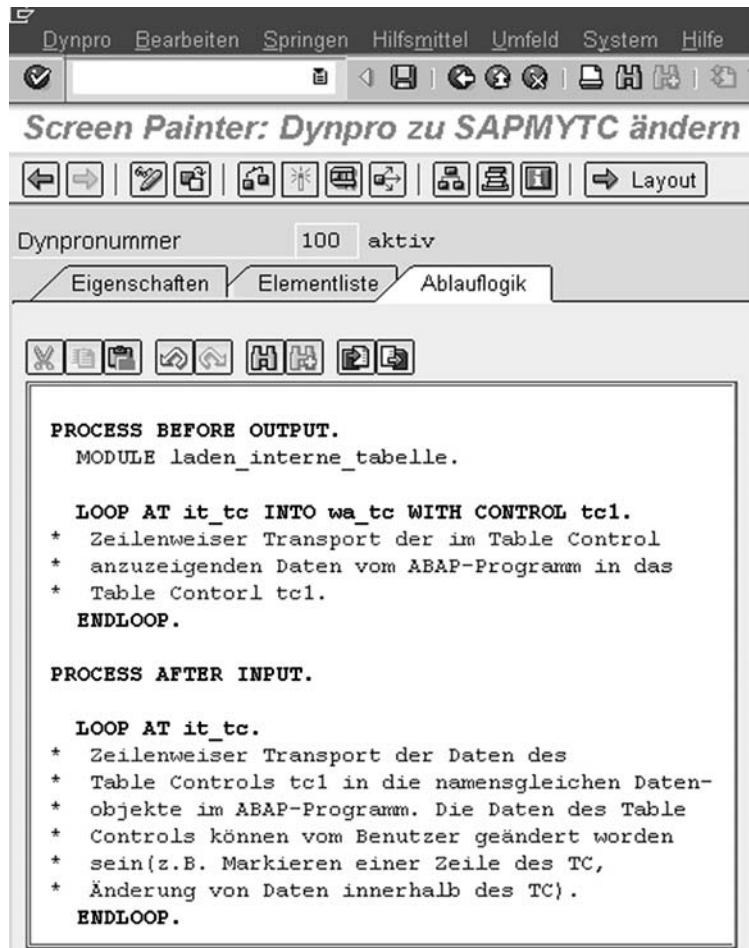 Dynpro Bearbeiten Springen Hilfsmittel Umfeld System Hilfe
Screen Painter: Dynpro zu SAPMYTC ändern
Layout
Dynpronummer 100 aktiv
Eigenschaften Elementliste Ablauflogik
PROCESS BEFORE OUTPUT.
MODULE laden_interne_tabelle.
LOOP AT it_tc INTO wa_tc WITH CONTROL tc1.
* Zeilenweiser Transport der im Table Control
* anzuzeigenden Daten vom ABAP-Programm in das
* Table Contorl tc1.
ENDLOOP.
PROCESS AFTER INPUT.
LOOP AT it_tc.
* Zeilenweiser Transport der Daten des
* Table Controls tc1 in die namensgleichen Daten-
* objekte im ABAP-Programm. Die Daten des Table
* Controls können vom Benutzer geändert worden
* sein(z.B. Markieren einer Zeile des TC,
* Änderung von Daten innerhalb des TC).
ENDLOOP.